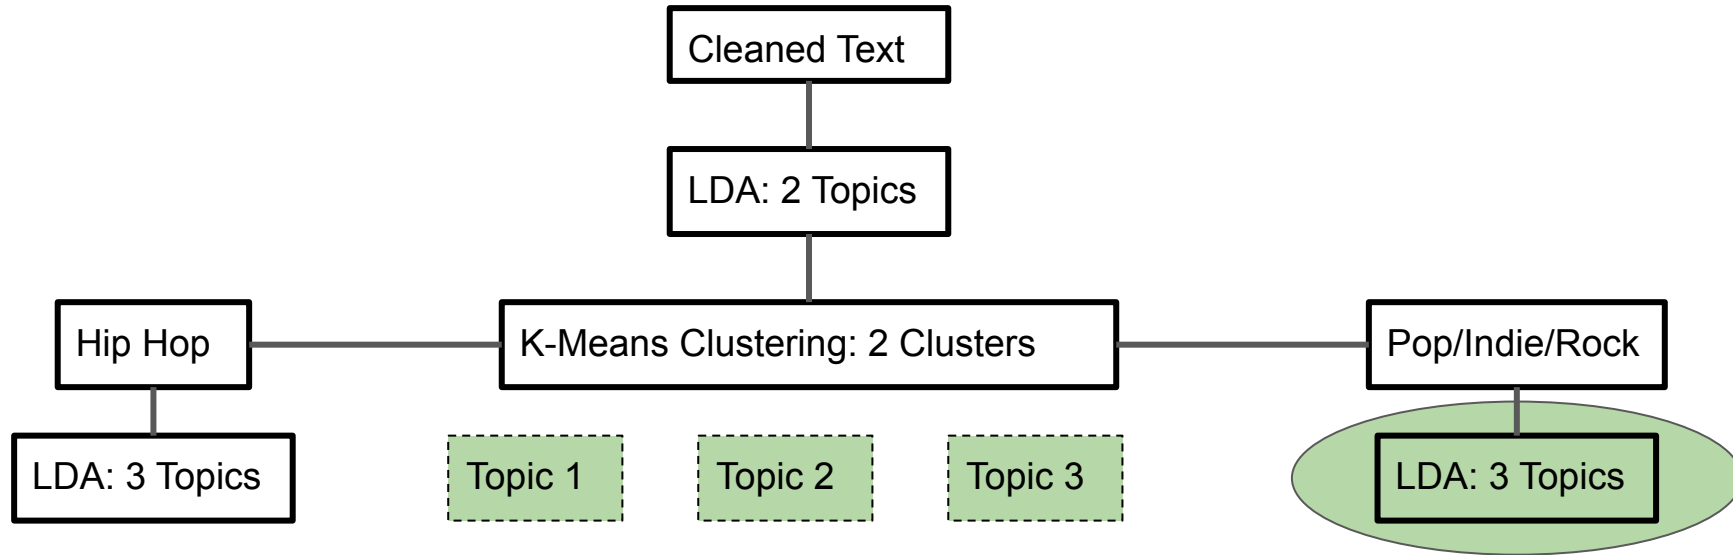 Cleaned Text
LDA: 2 Topics
Hip Hop
K-Means Clustering: 2 Clusters
Pop/Indie/Rock
LDA: 3 Topics
Topic 1
Topic 2
Topic 3
LDA: 3 Topics